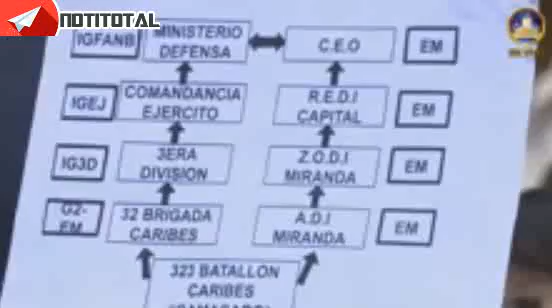 NOTITOTAL
IGFANB
MINISTERIO
DEFENSA
C.E.O
EM
IGEJ
COMANDANCIA
EJERCITO
R.E.D.I
CAPITAL
EM
IG3D
3ERA
DIVISION
Z.O.D.I
MIRANDA
EM
G2-
EM
32 BRIGADA
CARIBES
A.D.I
MIRANDA
EM
323 BATALLON
CARIBES